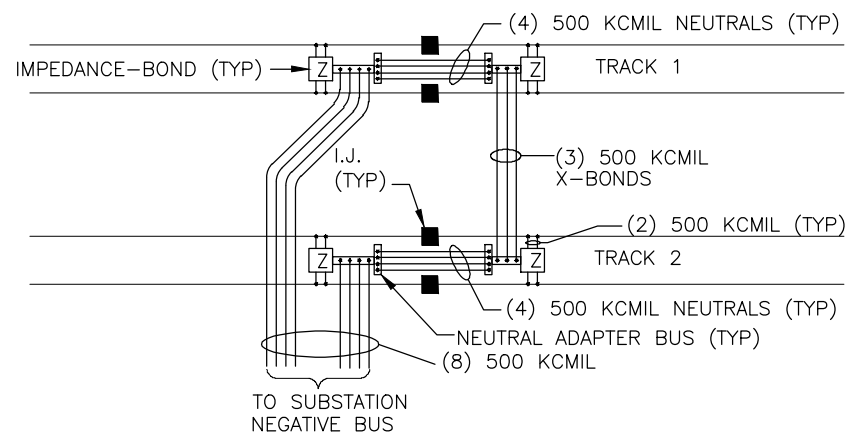 (4) 500 KCMIL NEUTRALS (TYP)
IMPEDANCE-BOND (TYP)
Z
Z
TRACK 1
I.J.
(TYP)
(3) 500 KCMIL
X-BONDS
(2) 500 KCMIL (TYP)
Z
Z
TRACK 2
(4) 500 KCMIL NEUTRALS (TYP)
NEUTRAL ADAPTER BUS (TYP)
(8) 500 KCMIL
TO SUBSTATION
NEGATIVE BUS